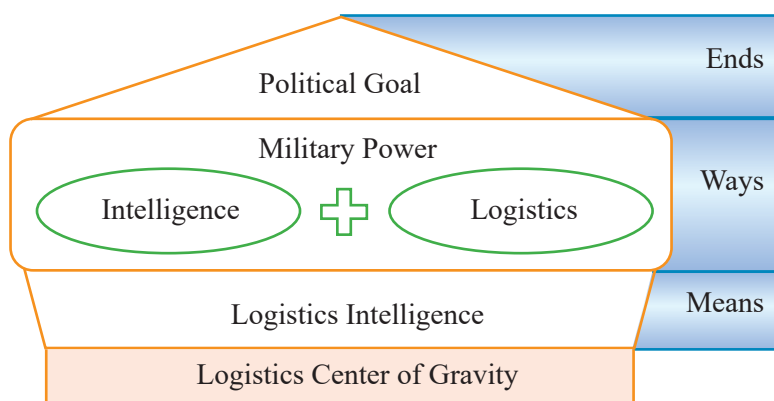 Ends
Political Goal
Military Power
Ways
Intelligence
Logistics
Means
Logistics Intelligence
Logistics Center of Gravity